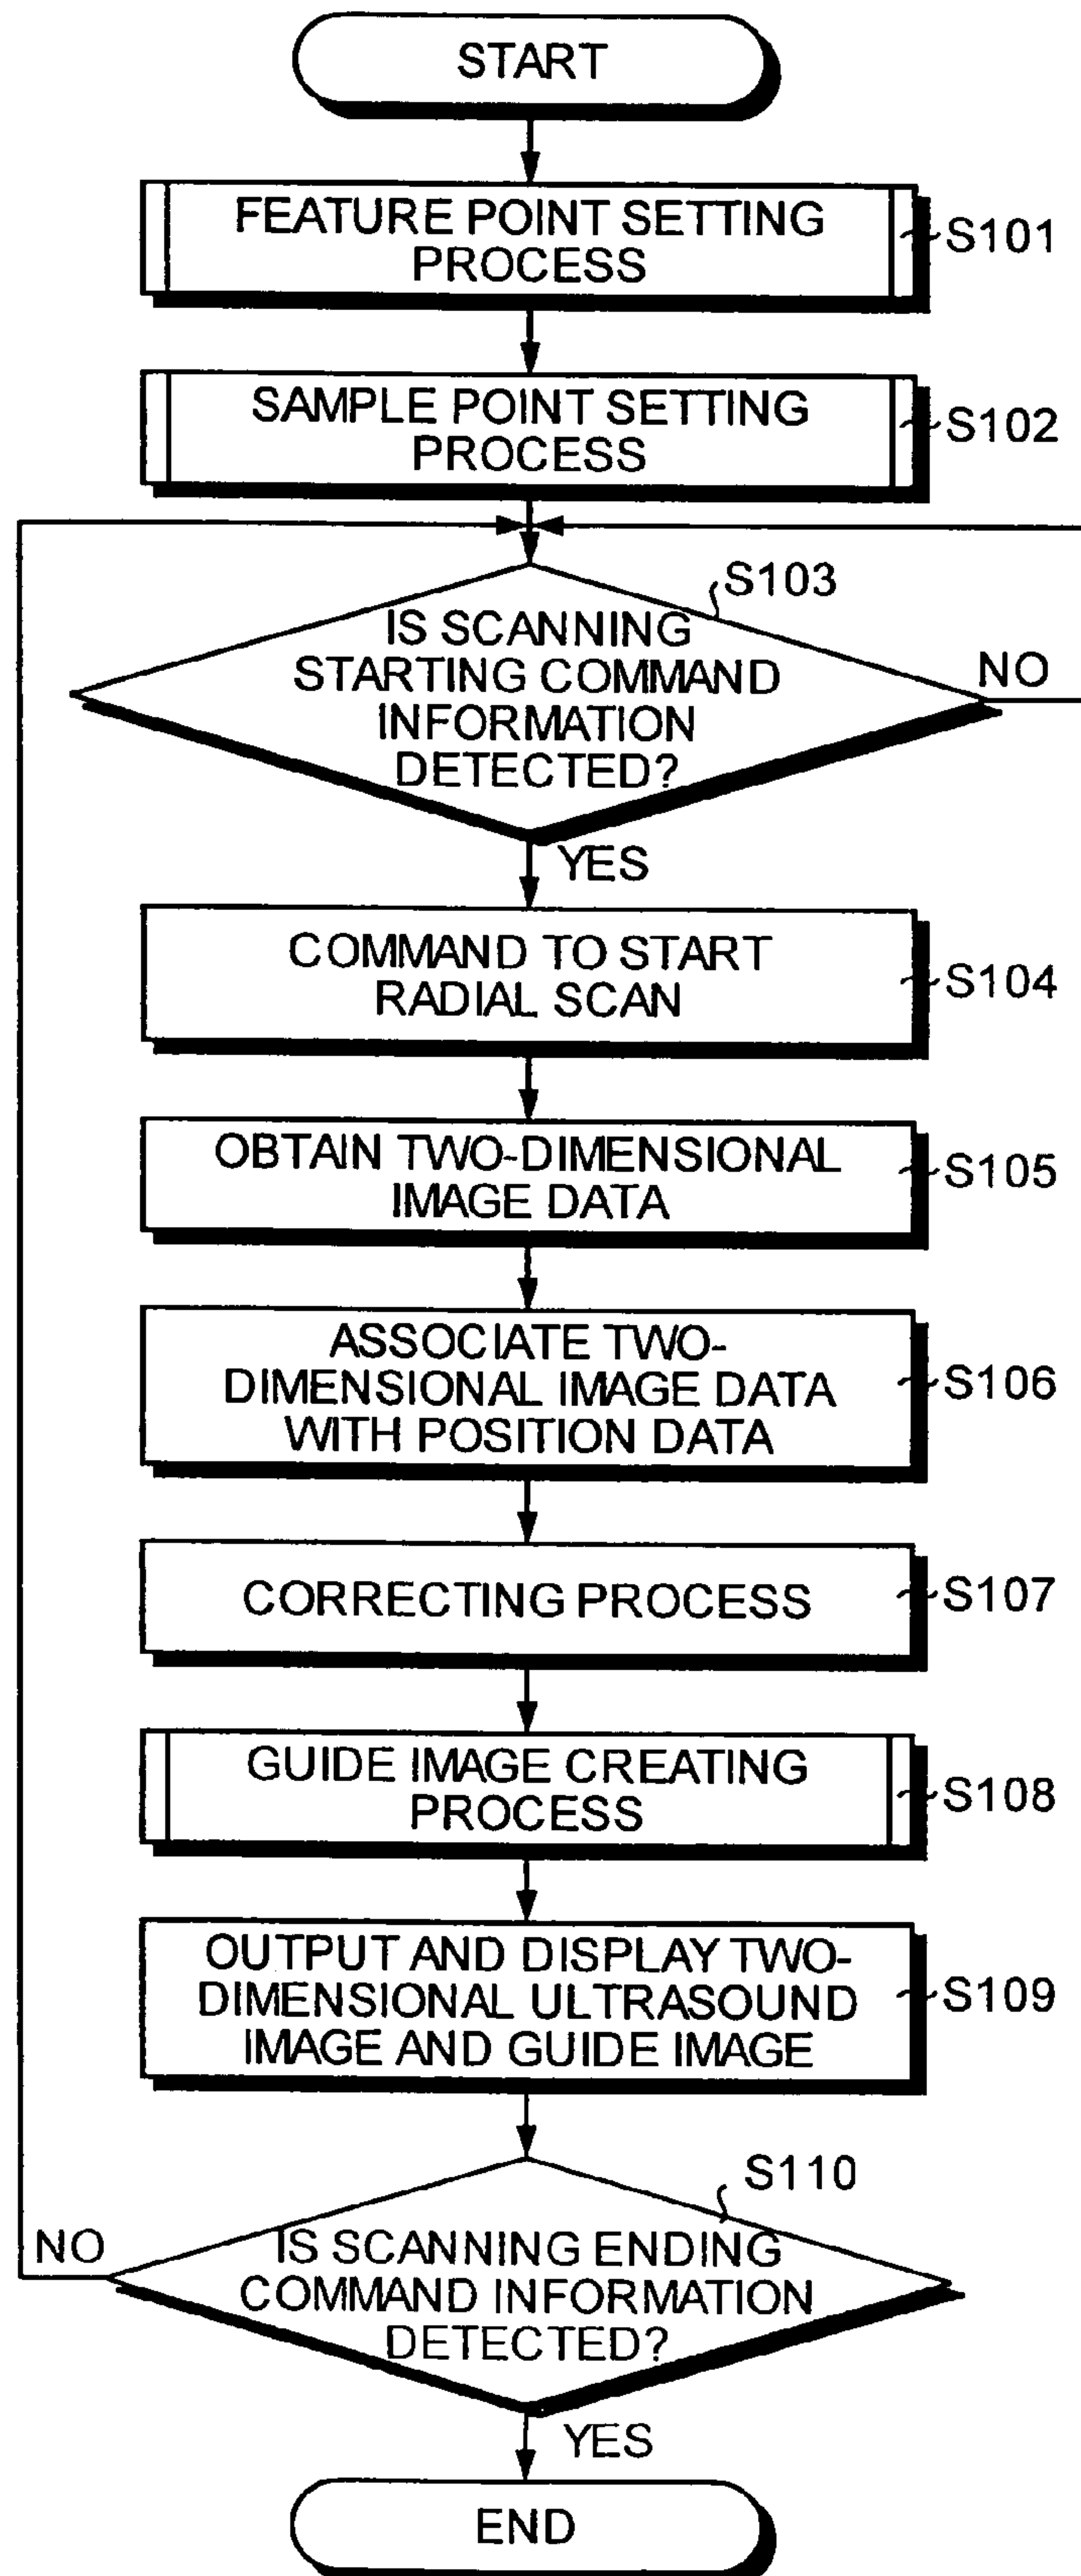 START
FEATURE POINT SETTING
PROCESS
S101
SAMPLE POINT SETTING
PROCESS
S102
S103
IS SCANNING
STARTING COMMAND
INFORMATION
DETECTED?
NO
YES
COMMAND TO START
RADIAL SCAN
S104
OBTAIN TWO-DIMENSIONAL
IMAGE DATA
S105
ASSOCIATE TWO-
DIMENSIONAL IMAGE DATA
WITH POSITION DATA
S106
CORRECTING PROCESS
S107
GUIDE IMAGE CREATING
PROCESS
S108
OUTPUT AND DISPLAY TWO-
DIMENSIONAL ULTRASOUND
IMAGE AND GUIDE IMAGE
S109
S110
NO
IS SCANNING ENDING
COMMAND INFORMATION
DETECTED?
YES
END